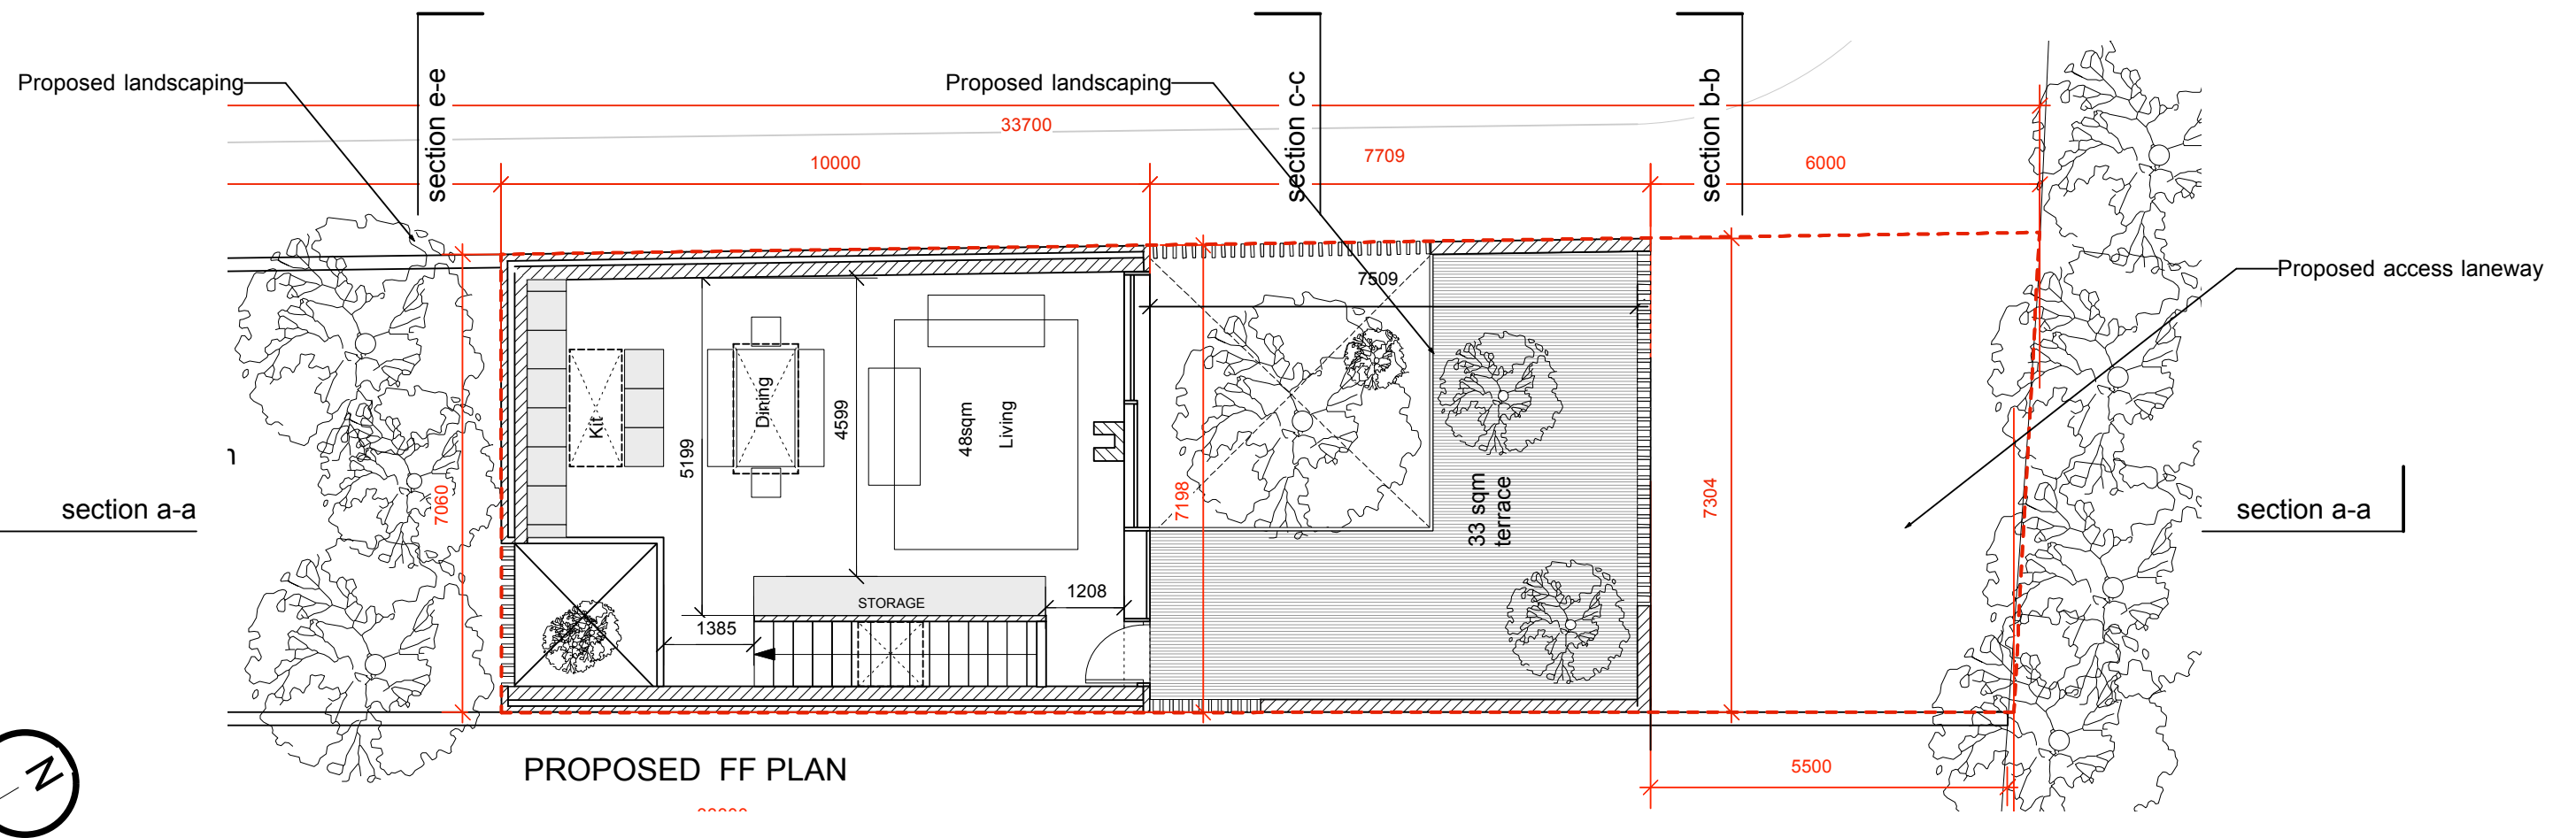 section e-e
section c-c
section b-b
Proposed landscaping
Proposed landscaping
33700
10000
7709
6000
Proposed access laneway
7509
Kit
Dining
5199
4599
48sqm
Living
7060
7198
33 sqm
terrace
7304
section a-a
section a-a
STORAGE
1208
1385
PROPOSED FF PLAN
5500
N